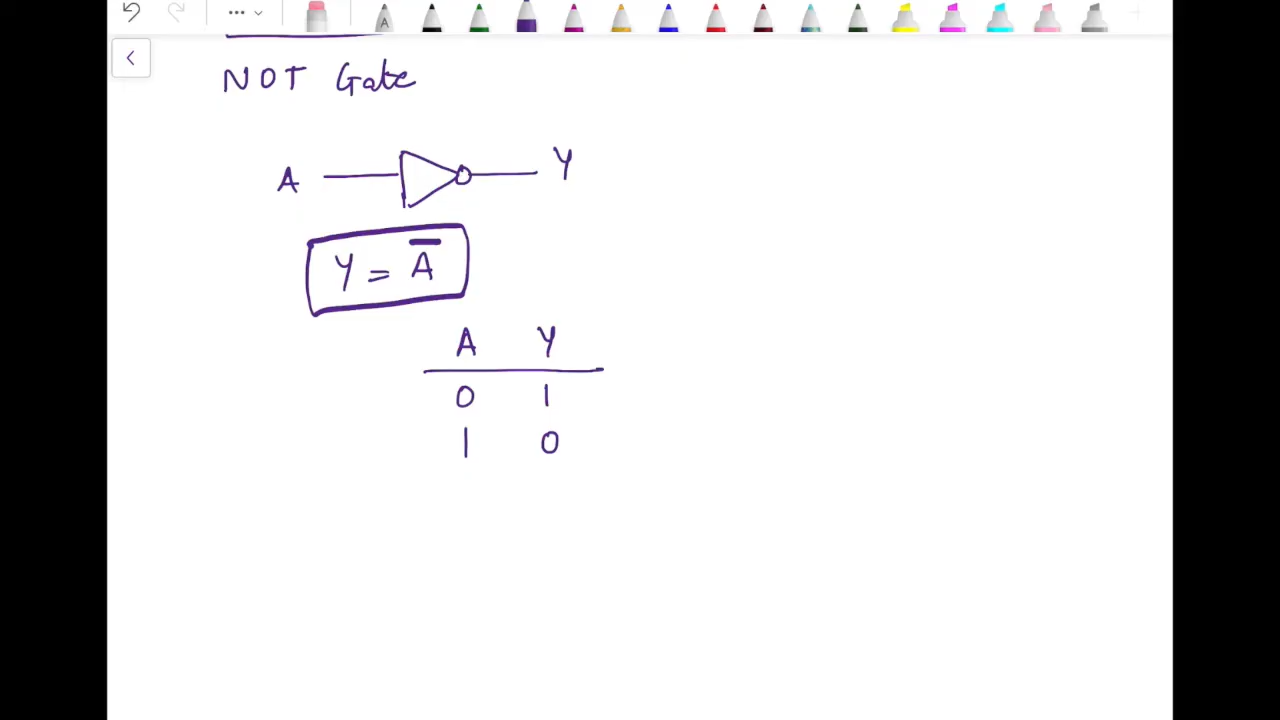 NOT Gate
A Y
Y = A̅
A Y
0 1
1 0